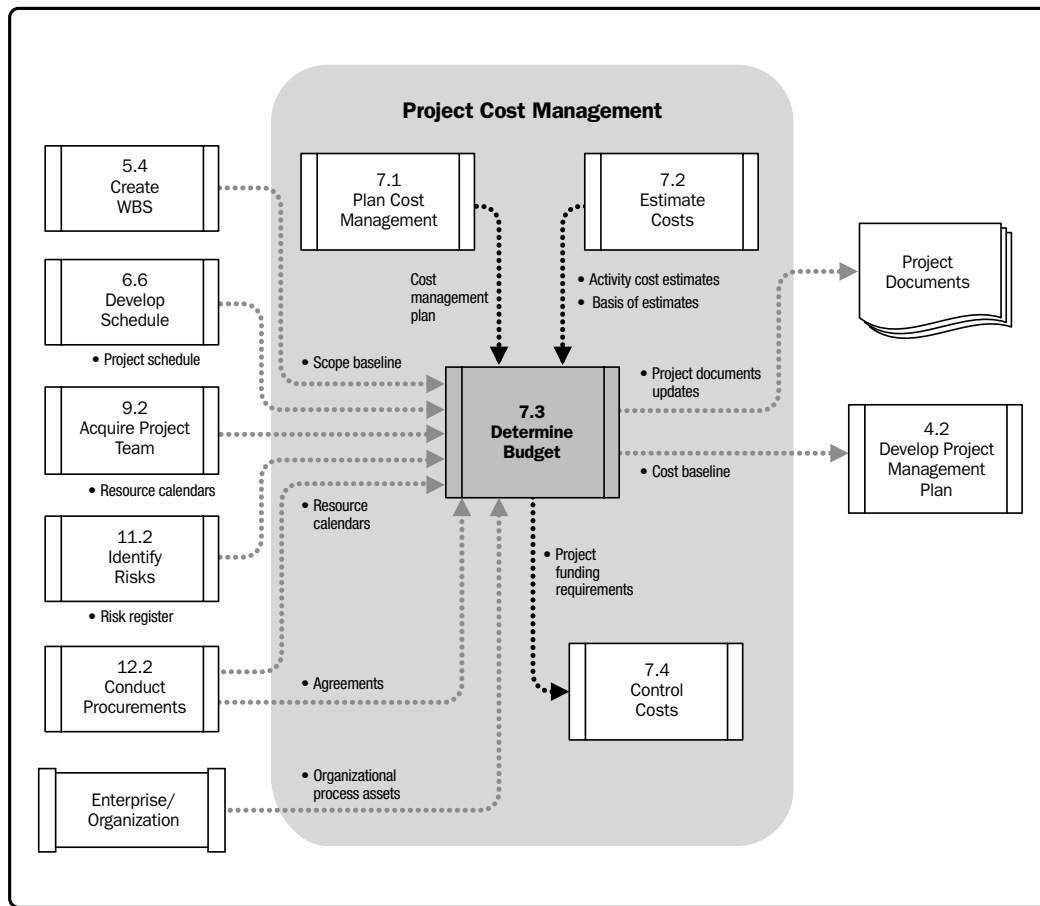 Project Cost Management
5.4
Create
WBS
7.1
Plan Cost
Management
7.2
Estimate
Costs
Project
Documents
6.6
Develop
Schedule
• Project schedule
Cost
management
plan
• Activity cost estimates
• Basis of estimates
• Scope baseline
• Project documents
updates
9.2
Acquire Project
Team
• Resource calendars
7.3
Determine
Budget
4.2
Develop Project
Management
Plan
• Cost baseline
• Resource
calendars
11.2
Identify
Risks
• Risk register
• Project
funding
requirements
12.2
Conduct
Procurements
• Agreements
7.4
Control
Costs
• Organizational
process assets
Enterprise/
Organization